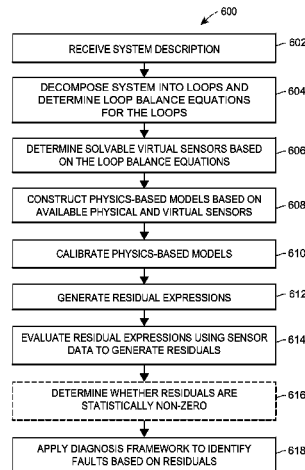 600
RECEIVE SYSTEM DESCRIPTION
602
DECOMPOSE SYSTEM INTO LOOPS AND
DETERMINE LOOP BALANCE EQUATIONS
FOR THE LOOPS
604
DETERMINE SOLVABLE VIRTUAL SENSORS BASED
ON THE LOOP BALANCE EQUATIONS
606
CONSTRUCT PHYSICS-BASED MODELS BASED ON
AVAILABLE PHYSICAL AND VIRTUAL SENSORS
608
CALIBRATE PHYSICS-BASED MODELS
610
GENERATE RESIDUAL EXPRESSIONS
612
EVALUATE RESIDUAL EXPRESSIONS USING SENSOR
DATA TO GENERATE RESIDUALS
614
DETERMINE WHETHER RESIDUALS ARE
STATISTICALLY NON-ZERO
616
APPLY DIAGNOSIS FRAMEWORK TO IDENTIFY
FAULTS BASED ON RESIDUALS
618